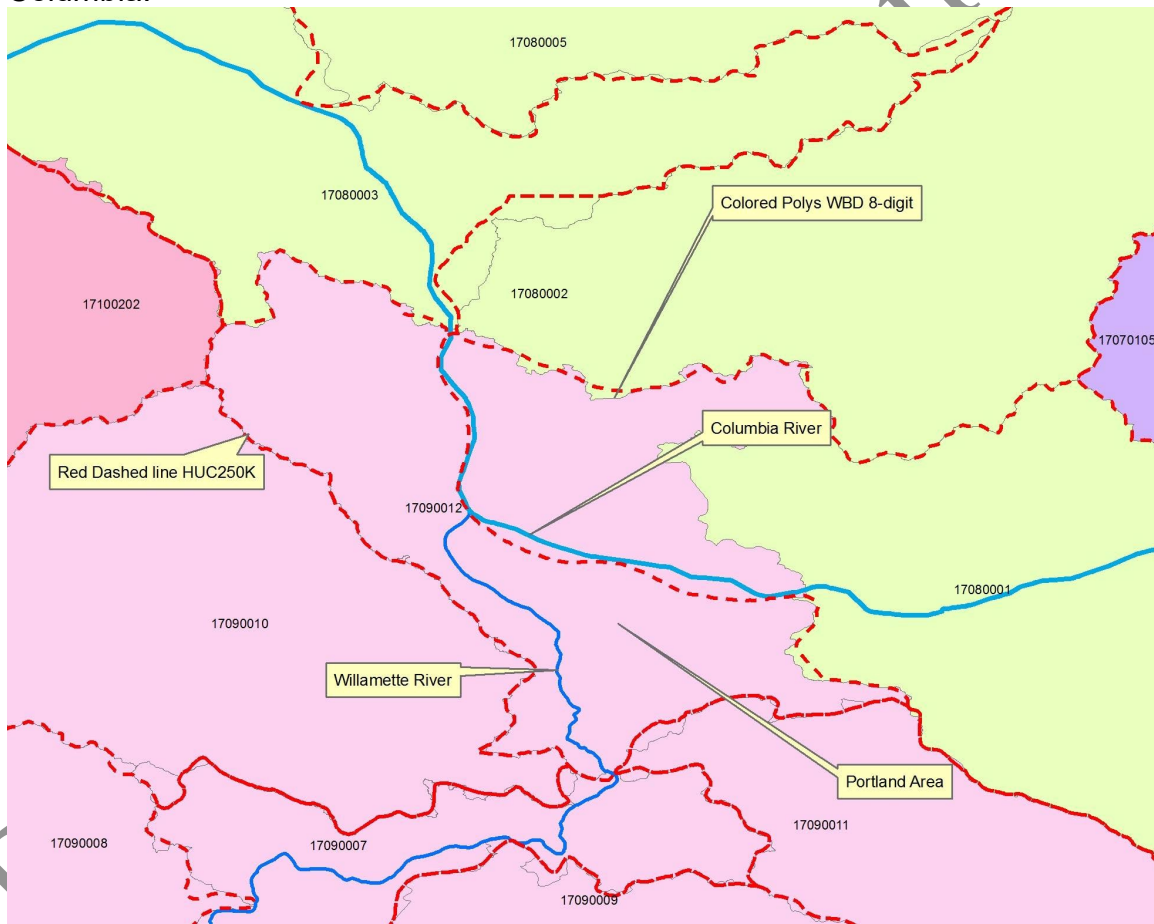 17080005
17080003
Colored Polys WBD 8-digit
17080002
17100202
17070105
Columbia River
Red Dashed line HUC250K
17090012
17080001
17090010
Willamette River
Portland Area
17090011
17090008
17090007
17090009